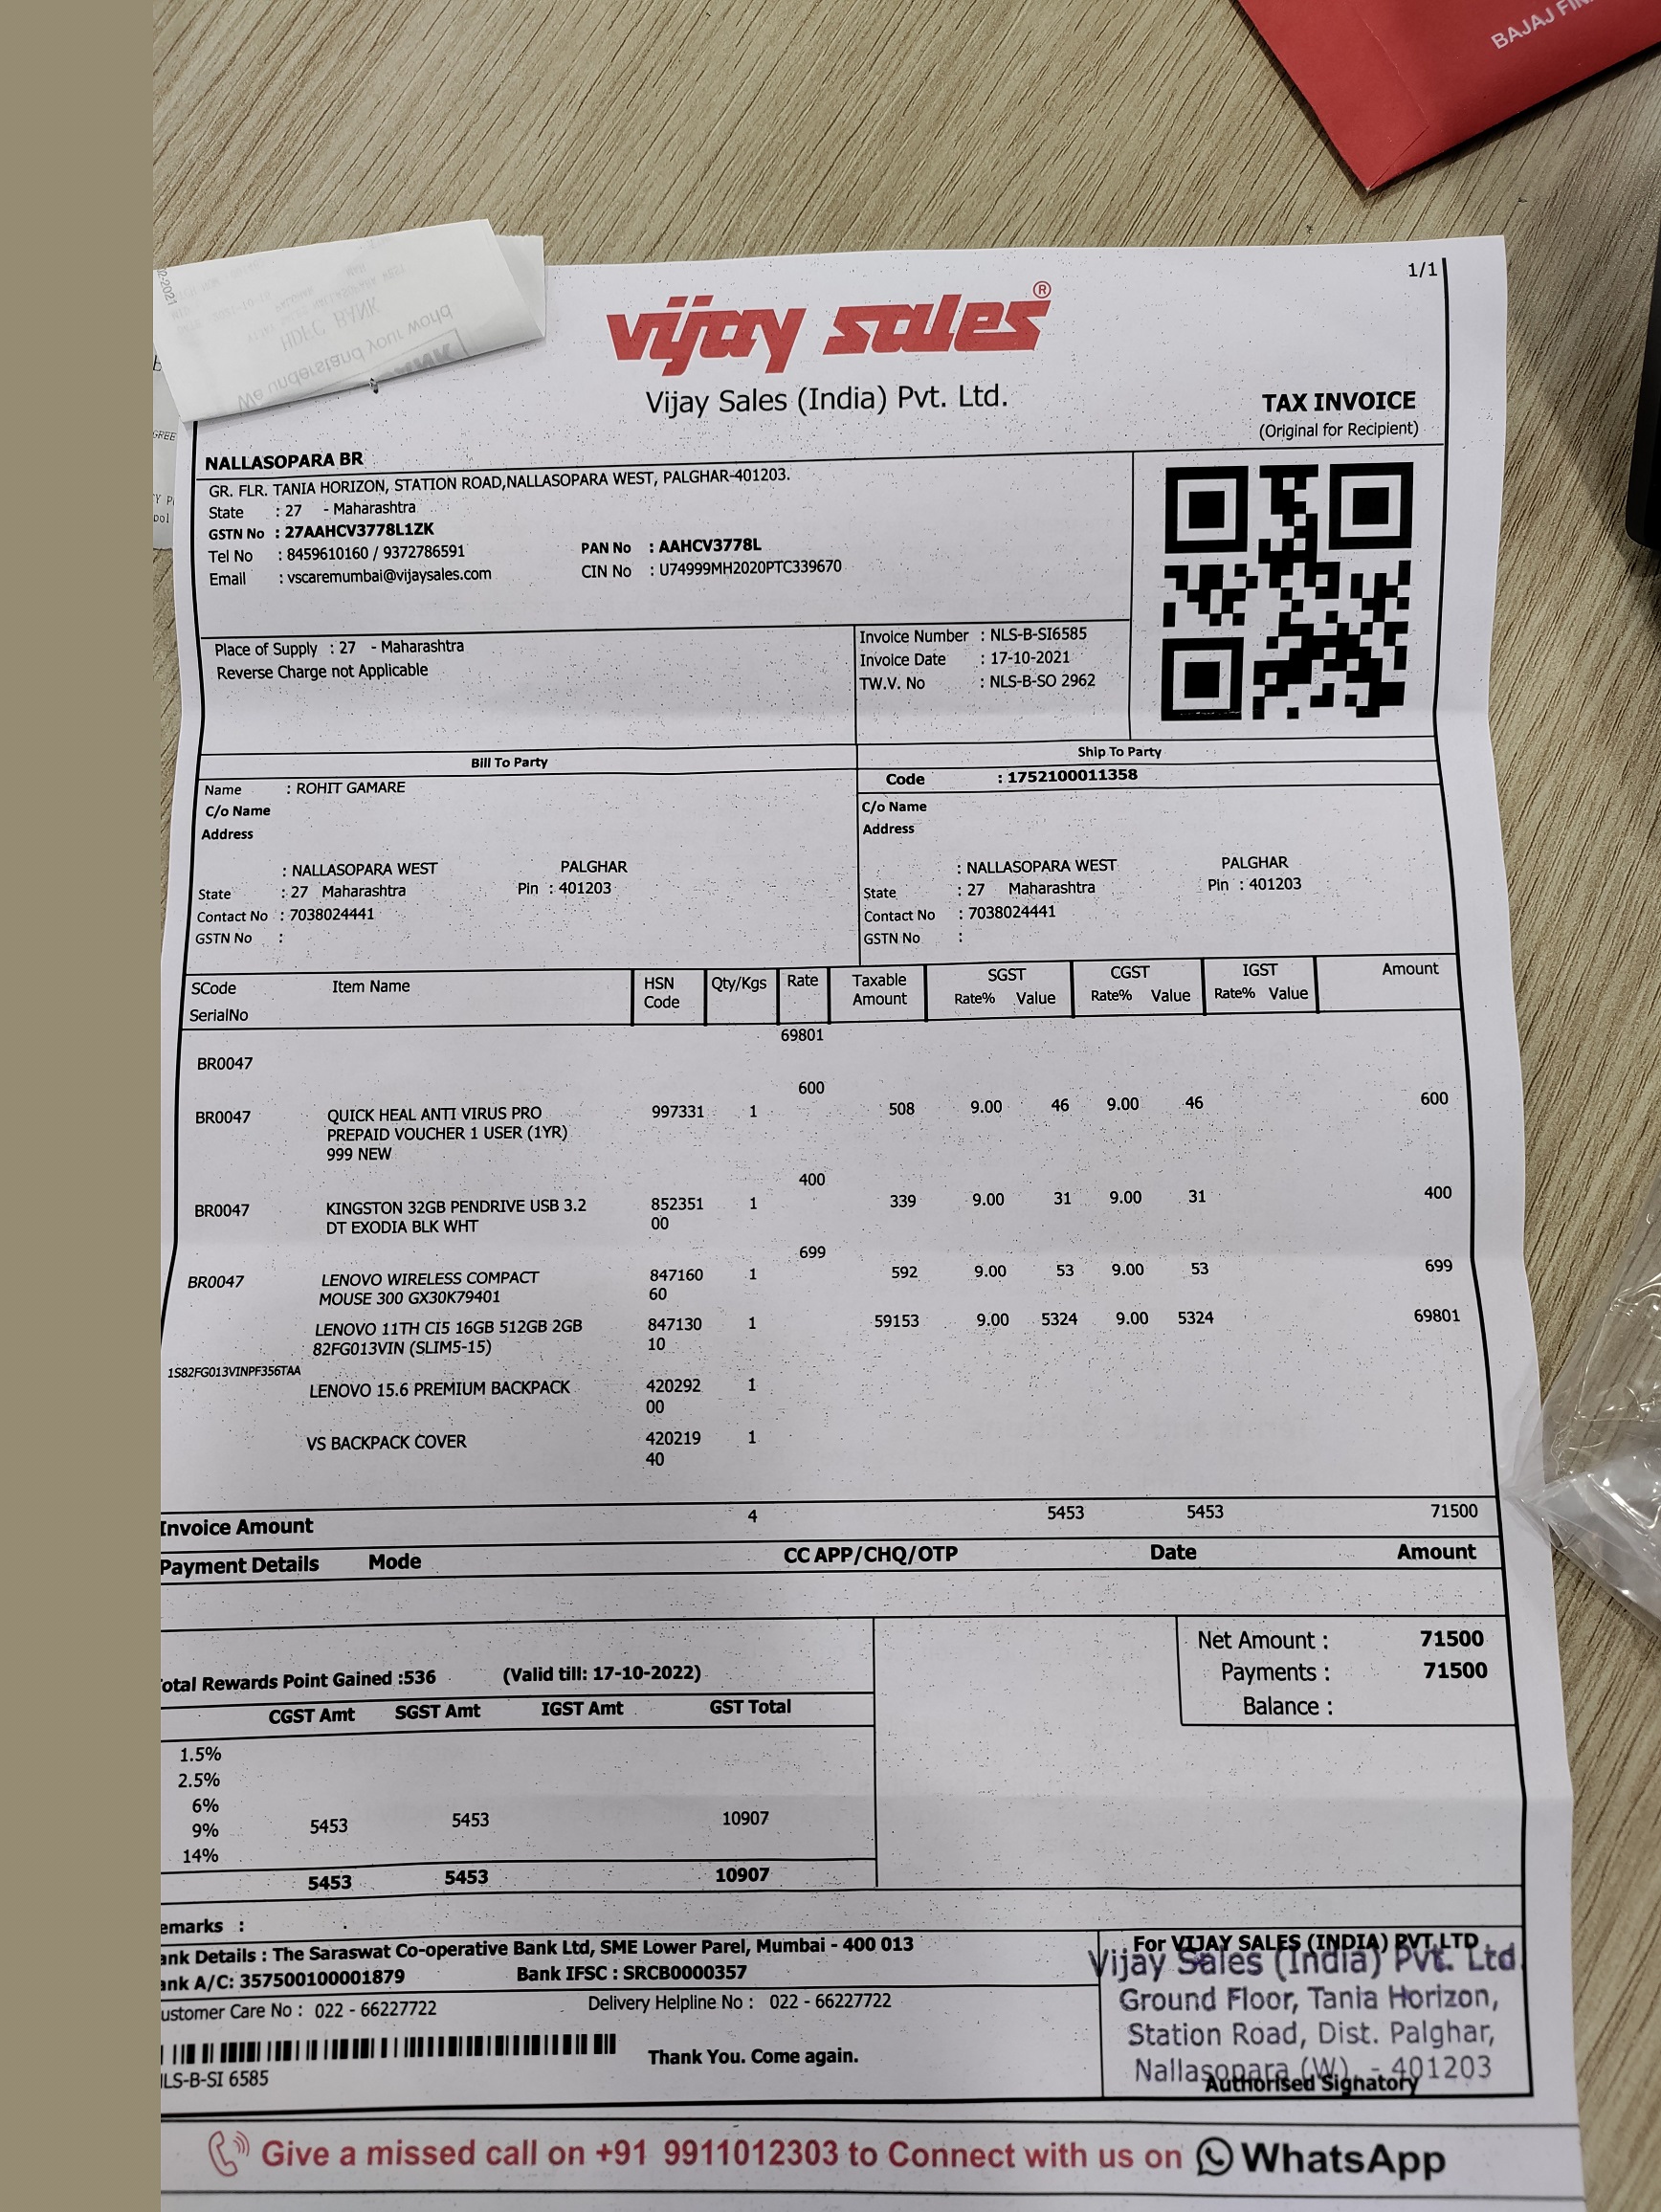 BAJAJ
1/1
HDFC BANK
We understand your world
vijay sales®
Vijay Sales (India) Pvt. Ltd.
TAX INVOICE
(Original for Recipient)
NALLASOPARA BR
GR. FLR. TANIA HORIZON, STATION ROAD,NALLASOPARA WEST, PALGHAR-401203.
State : 27 - Maharashtra
GSTN No : 27AAHCV3778L1ZK
Tel No : 8459610160 / 9372786591 PAN No : AAHCV3778L
Email : vscaremumbai@vijaysales.com CIN No : U74999MH2020PTC339670
Place of Supply : 27 - Maharashtra
Reverse Charge not Applicable
Invoice Number : NLS-B-SI6585
Invoice Date : 17-10-2021
TW.V. No : NLS-B-SO 2962
Bill To Party
Name : ROHIT GAMARE
C/o Name
Address
: NALLASOPARA WEST PALGHAR
State : 27 Maharashtra Pin : 401203
Contact No : 7038024441
GSTN No :
Ship To Party
Code : 1752100011358
C/o Name
Address
: NALLASOPARA WEST PALGHAR
State : 27 Maharashtra Pin : 401203
Contact No : 7038024441
GSTN No :
SCode Item Name HSN Qty/Kgs Rate Taxable SGST CGST IGST Amount
SerialNo Code Amount Rate% Value Rate% Value Rate% Value
69801
BR0047
600
BR0047 QUICK HEAL ANTI VIRUS PRO 997331 1 508 9.00 46 9.00 46 600
PREPAID VOUCHER 1 USER (1YR)
999 NEW
400
BR0047 KINGSTON 32GB PENDRIVE USB 3.2 852351 1 339 9.00 31 9.00 31 400
DT EXODIA BLK WHT 00
699
BR0047 LENOVO WIRELESS COMPACT 847160 1 592 9.00 53 9.00 53 699
MOUSE 300 GX30K79401 60
LENOVO 11TH CI5 16GB 512GB 2GB 847130 1 59153 9.00 5324 9.00 5324 69801
82FG013VIN (SLIM5-15) 10
1S82FG013VINPF356TAA
LENOVO 15.6 PREMIUM BACKPACK 420292 1
00
VS BACKPACK COVER 420219 1
40
Invoice Amount 4 5453 5453 71500
Payment Details Mode CC APP/CHQ/OTP Date Amount
Net Amount : 71500
Payments : 71500
Balance :
otal Rewards Point Gained :536 (Valid till: 17-10-2022)
CGST Amt SGST Amt IGST Amt GST Total
1.5%
2.5%
6%
9% 5453 5453 10907
14%
5453 5453 10907
emarks :
ank Details : The Saraswat Co-operative Bank Ltd, SME Lower Parel, Mumbai - 400 013
ank A/C: 357500100001879 Bank IFSC : SRCB0000357
ustomer Care No : 022 - 66227722 Delivery Helpline No : 022 - 66227722
Thank You. Come again.
LS-B-SI 6585
For VIJAY SALES (INDIA) PVT.LTD
Vijay Sales (India) Pvt. Ltd.
Ground Floor, Tania Horizon,
Station Road, Dist. Palghar,
Nallasopara (W). - 401203
Authorised Signatory
Give a missed call on +91 9911012303 to Connect with us on WhatsApp